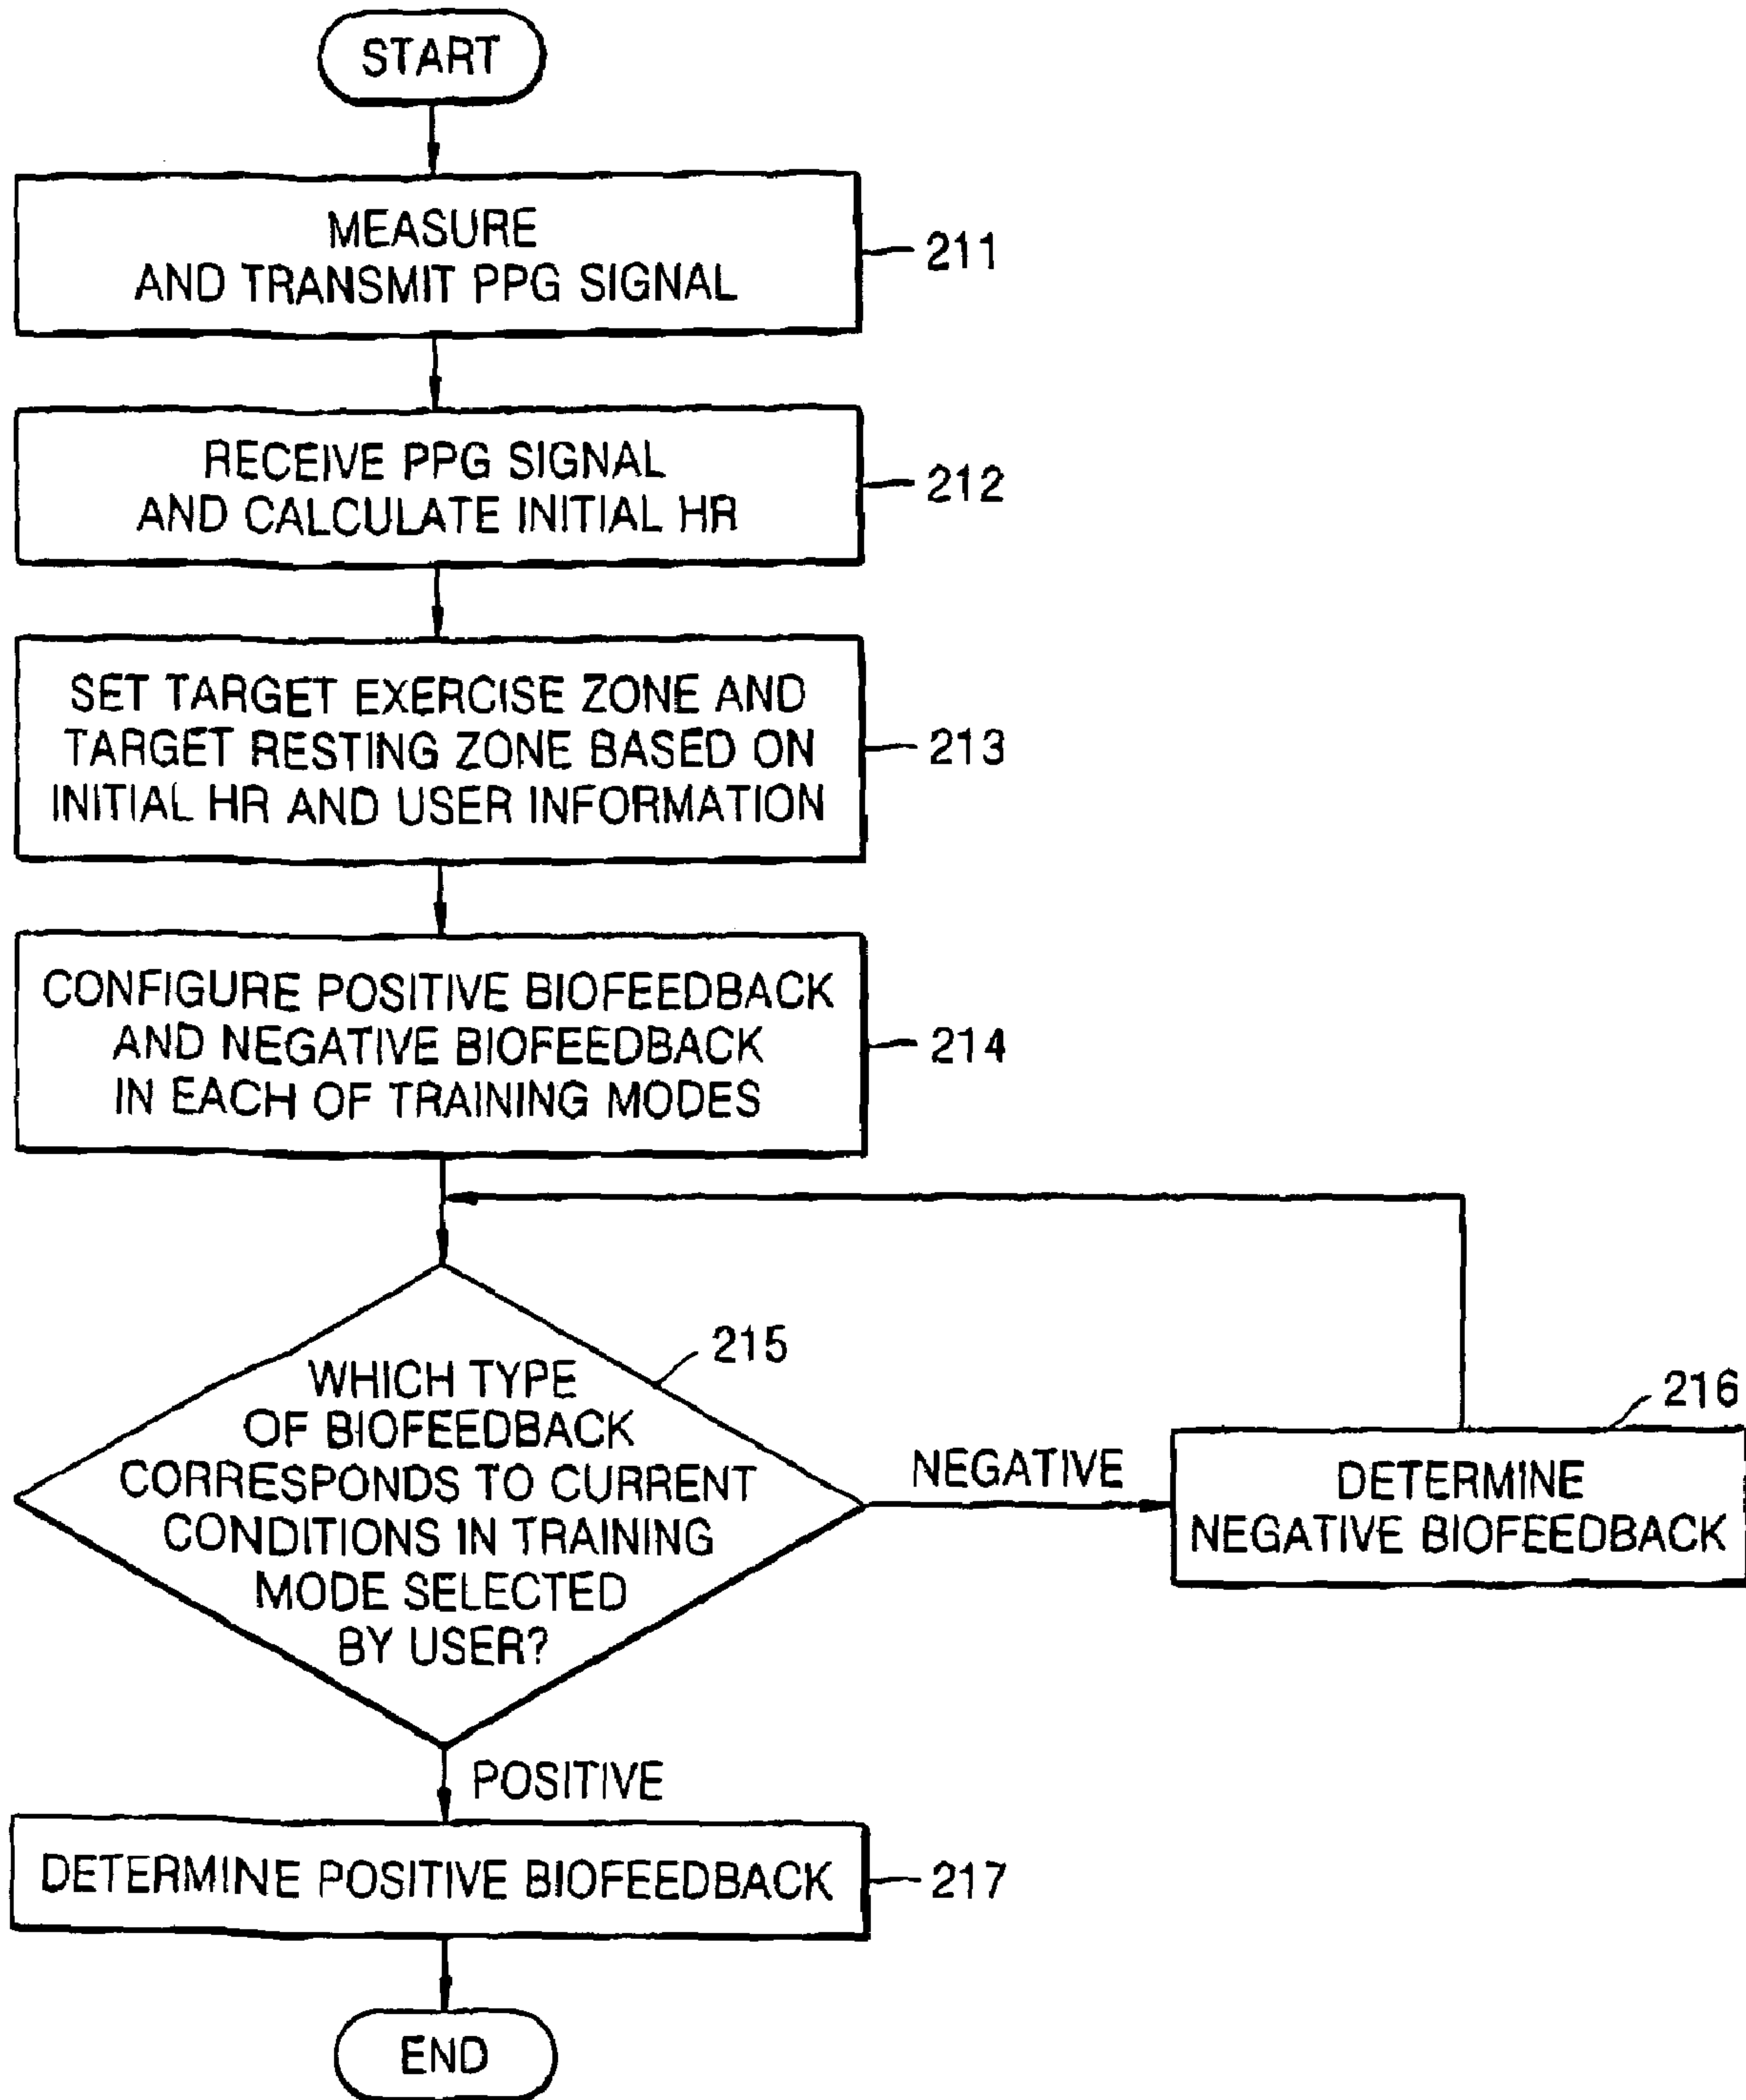 START
MEASURE
AND TRANSMIT PPG SIGNAL
211
RECEIVE PPG SIGNAL
AND CALCULATE INITIAL HR
212
SET TARGET EXERCISE ZONE AND
TARGET RESTING ZONE BASED ON
INITIAL HR AND USER INFORMATION
213
CONFIGURE POSITIVE BIOFEEDBACK
AND NEGATIVE BIOFEEDBACK
IN EACH OF TRAINING MODES
214
215
WHICH TYPE
OF BIOFEEDBACK
CORRESPONDS TO CURRENT
CONDITIONS IN TRAINING
MODE SELECTED
BY USER?
NEGATIVE
216
DETERMINE
NEGATIVE BIOFEEDBACK
POSITIVE
DETERMINE POSITIVE BIOFEEDBACK
217
END